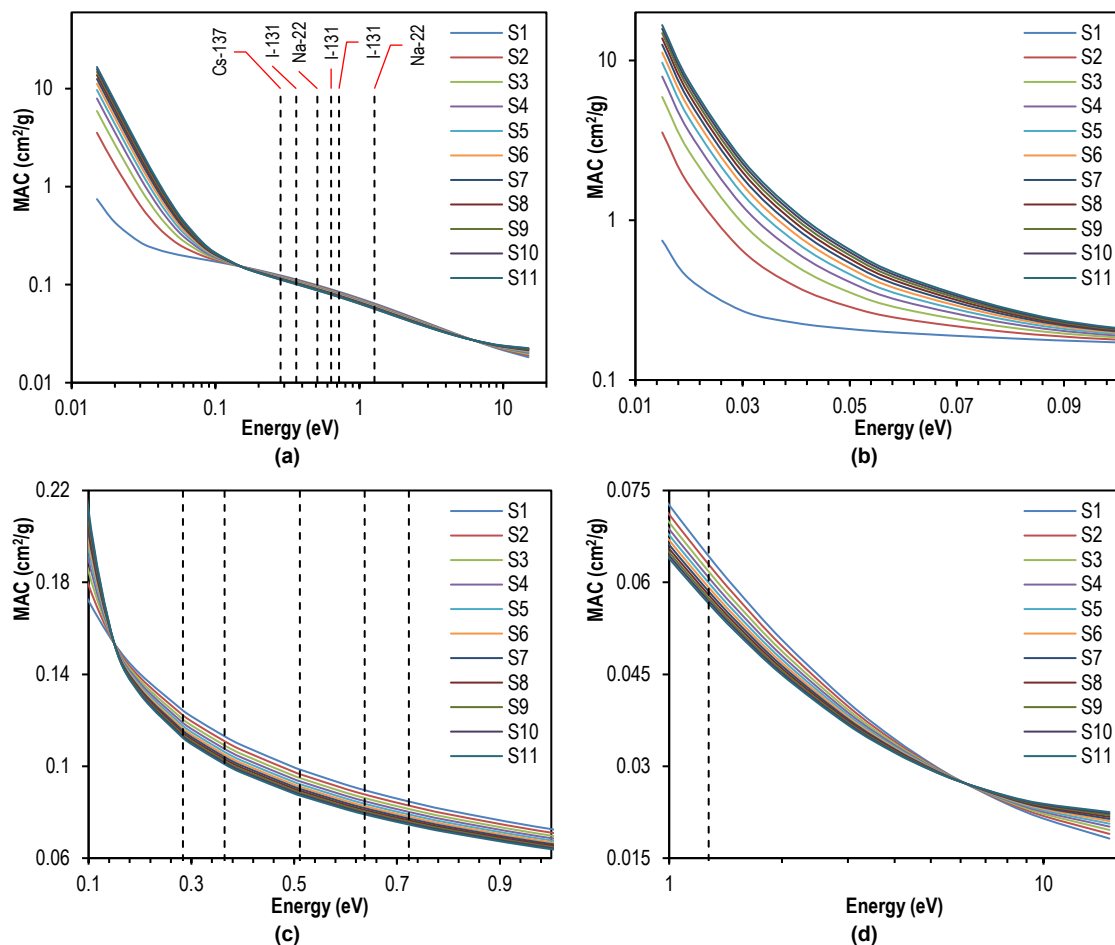 Cs-137
I-131
Na-22
I-131
I-131
Na-22
MAC (cm²/g)
10
1
0.1
0.01
0.01
0.1
1
10
Energy (eV)
S1
S2
S3
S4
S5
S6
S7
S8
S9
S10
S11
(a)
MAC (cm²/g)
10
1
0.1
0.01
0.03
0.05
0.07
0.09
Energy (eV)
S1
S2
S3
S4
S5
S6
S7
S8
S9
S10
S11
(b)
MAC (cm²/g)
0.22
0.18
0.14
0.1
0.06
0.1
0.3
0.5
0.7
0.9
Energy (eV)
S1
S2
S3
S4
S5
S6
S7
S8
S9
S10
S11
(c)
MAC (cm²/g)
0.075
0.06
0.045
0.03
0.015
1
10
Energy (eV)
S1
S2
S3
S4
S5
S6
S7
S8
S9
S10
S11
(d)